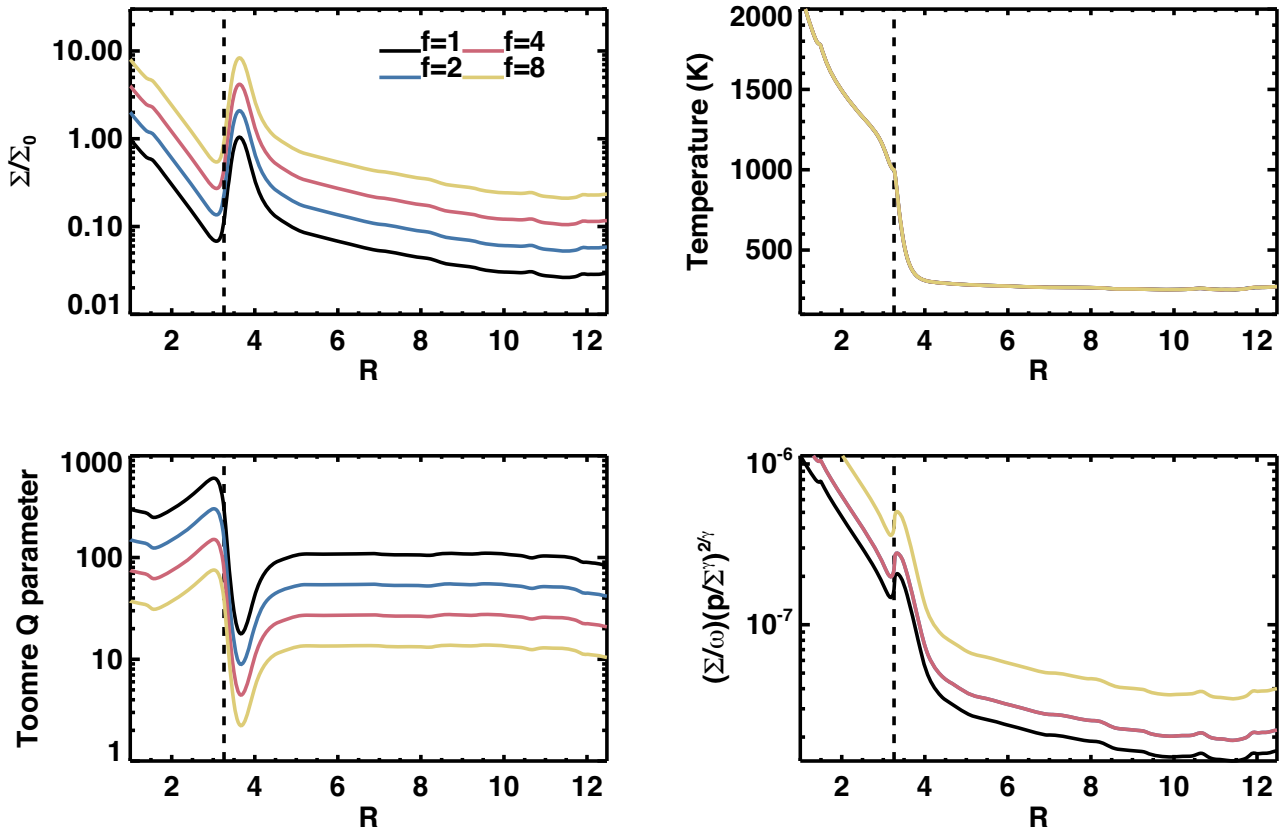 10.00
1.00
0.10
0.01
Σ/Σ₀
f=1 f=4
f=2 f=8
2 4 6 8 10 12
R
2000
1500
1000
500
Temperature (K)
2 4 6 8 10 12
R
1000
100
10
1
Toomre Q parameter
2 4 6 8 10 12
R
10⁻⁶
10⁻⁷
(Σ/ω)(p/Σ^γ)^2/γ
2 4 6 8 10 12
R